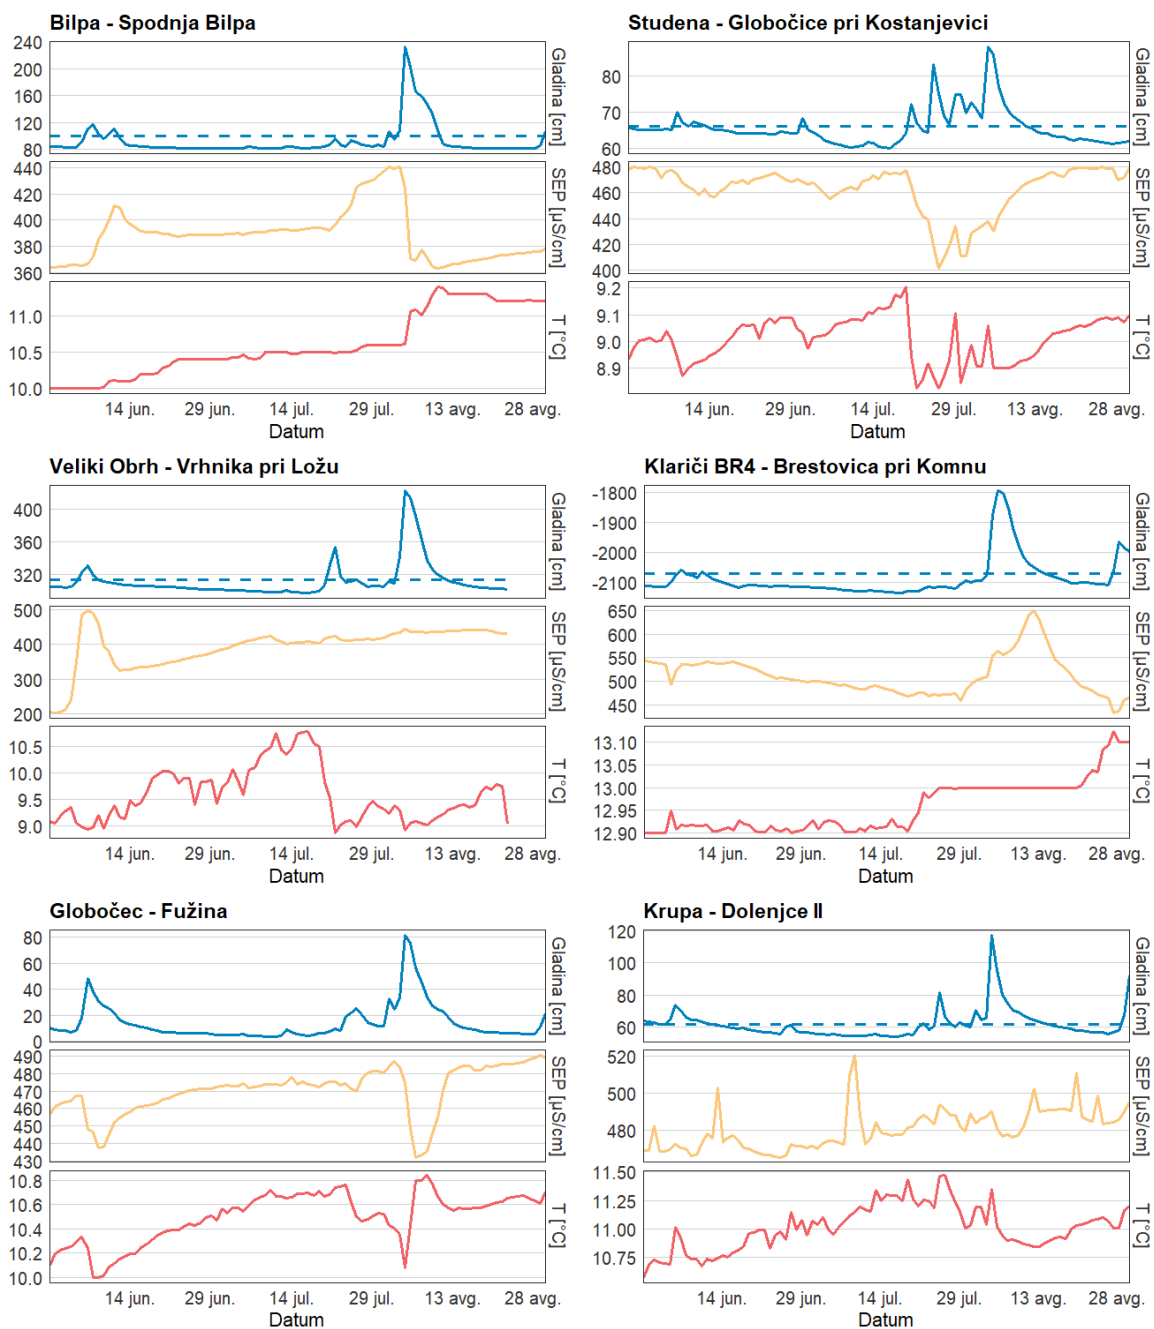 Bilpa - Spodnja Bilpa
240
200
160
120
80
Gladina [cm]
440
420
400
380
360
SEP [µS/cm]
11.0
10.5
10.0
T [°C]
14 jun. 29 jun. 14 jul. 29 jul. 13 avg. 28 avg.
Datum
Studena - Globočice pri Kostanjevici
80
70
60
Gladina [cm]
480
460
440
420
400
SEP [µS/cm]
9.2
9.1
9.0
8.9
T [°C]
14 jun. 29 jun. 14 jul. 29 jul. 13 avg. 28 avg.
Datum
Veliki Obrh - Vrhnika pri Ložu
400
360
320
Gladina [cm]
500
400
300
200
SEP [µS/cm]
10.5
10.0
9.5
9.0
T [°C]
14 jun. 29 jun. 14 jul. 29 jul. 13 avg. 28 avg.
Datum
Klariči BR4 - Brestovica pri Komnu
-1800
-1900
-2000
-2100
Gladina [cm]
650
600
550
500
450
SEP [µS/cm]
13.10
13.05
13.00
12.95
12.90
T [°C]
14 jun. 29 jun. 14 jul. 29 jul. 13 avg. 28 avg.
Datum
Globočec - Fužina
80
60
40
20
0
Gladina [cm]
490
480
470
460
450
440
430
SEP [µS/cm]
10.8
10.6
10.4
10.2
10.0
T [°C]
14 jun. 29 jun. 14 jul. 29 jul. 13 avg. 28 avg.
Datum
Krupa - Dolenjce II
120
100
80
60
Gladina [cm]
520
500
480
SEP [µS/cm]
11.50
11.25
11.00
10.75
T [°C]
14 jun. 29 jun. 14 jul. 29 jul. 13 avg. 28 avg.
Datum